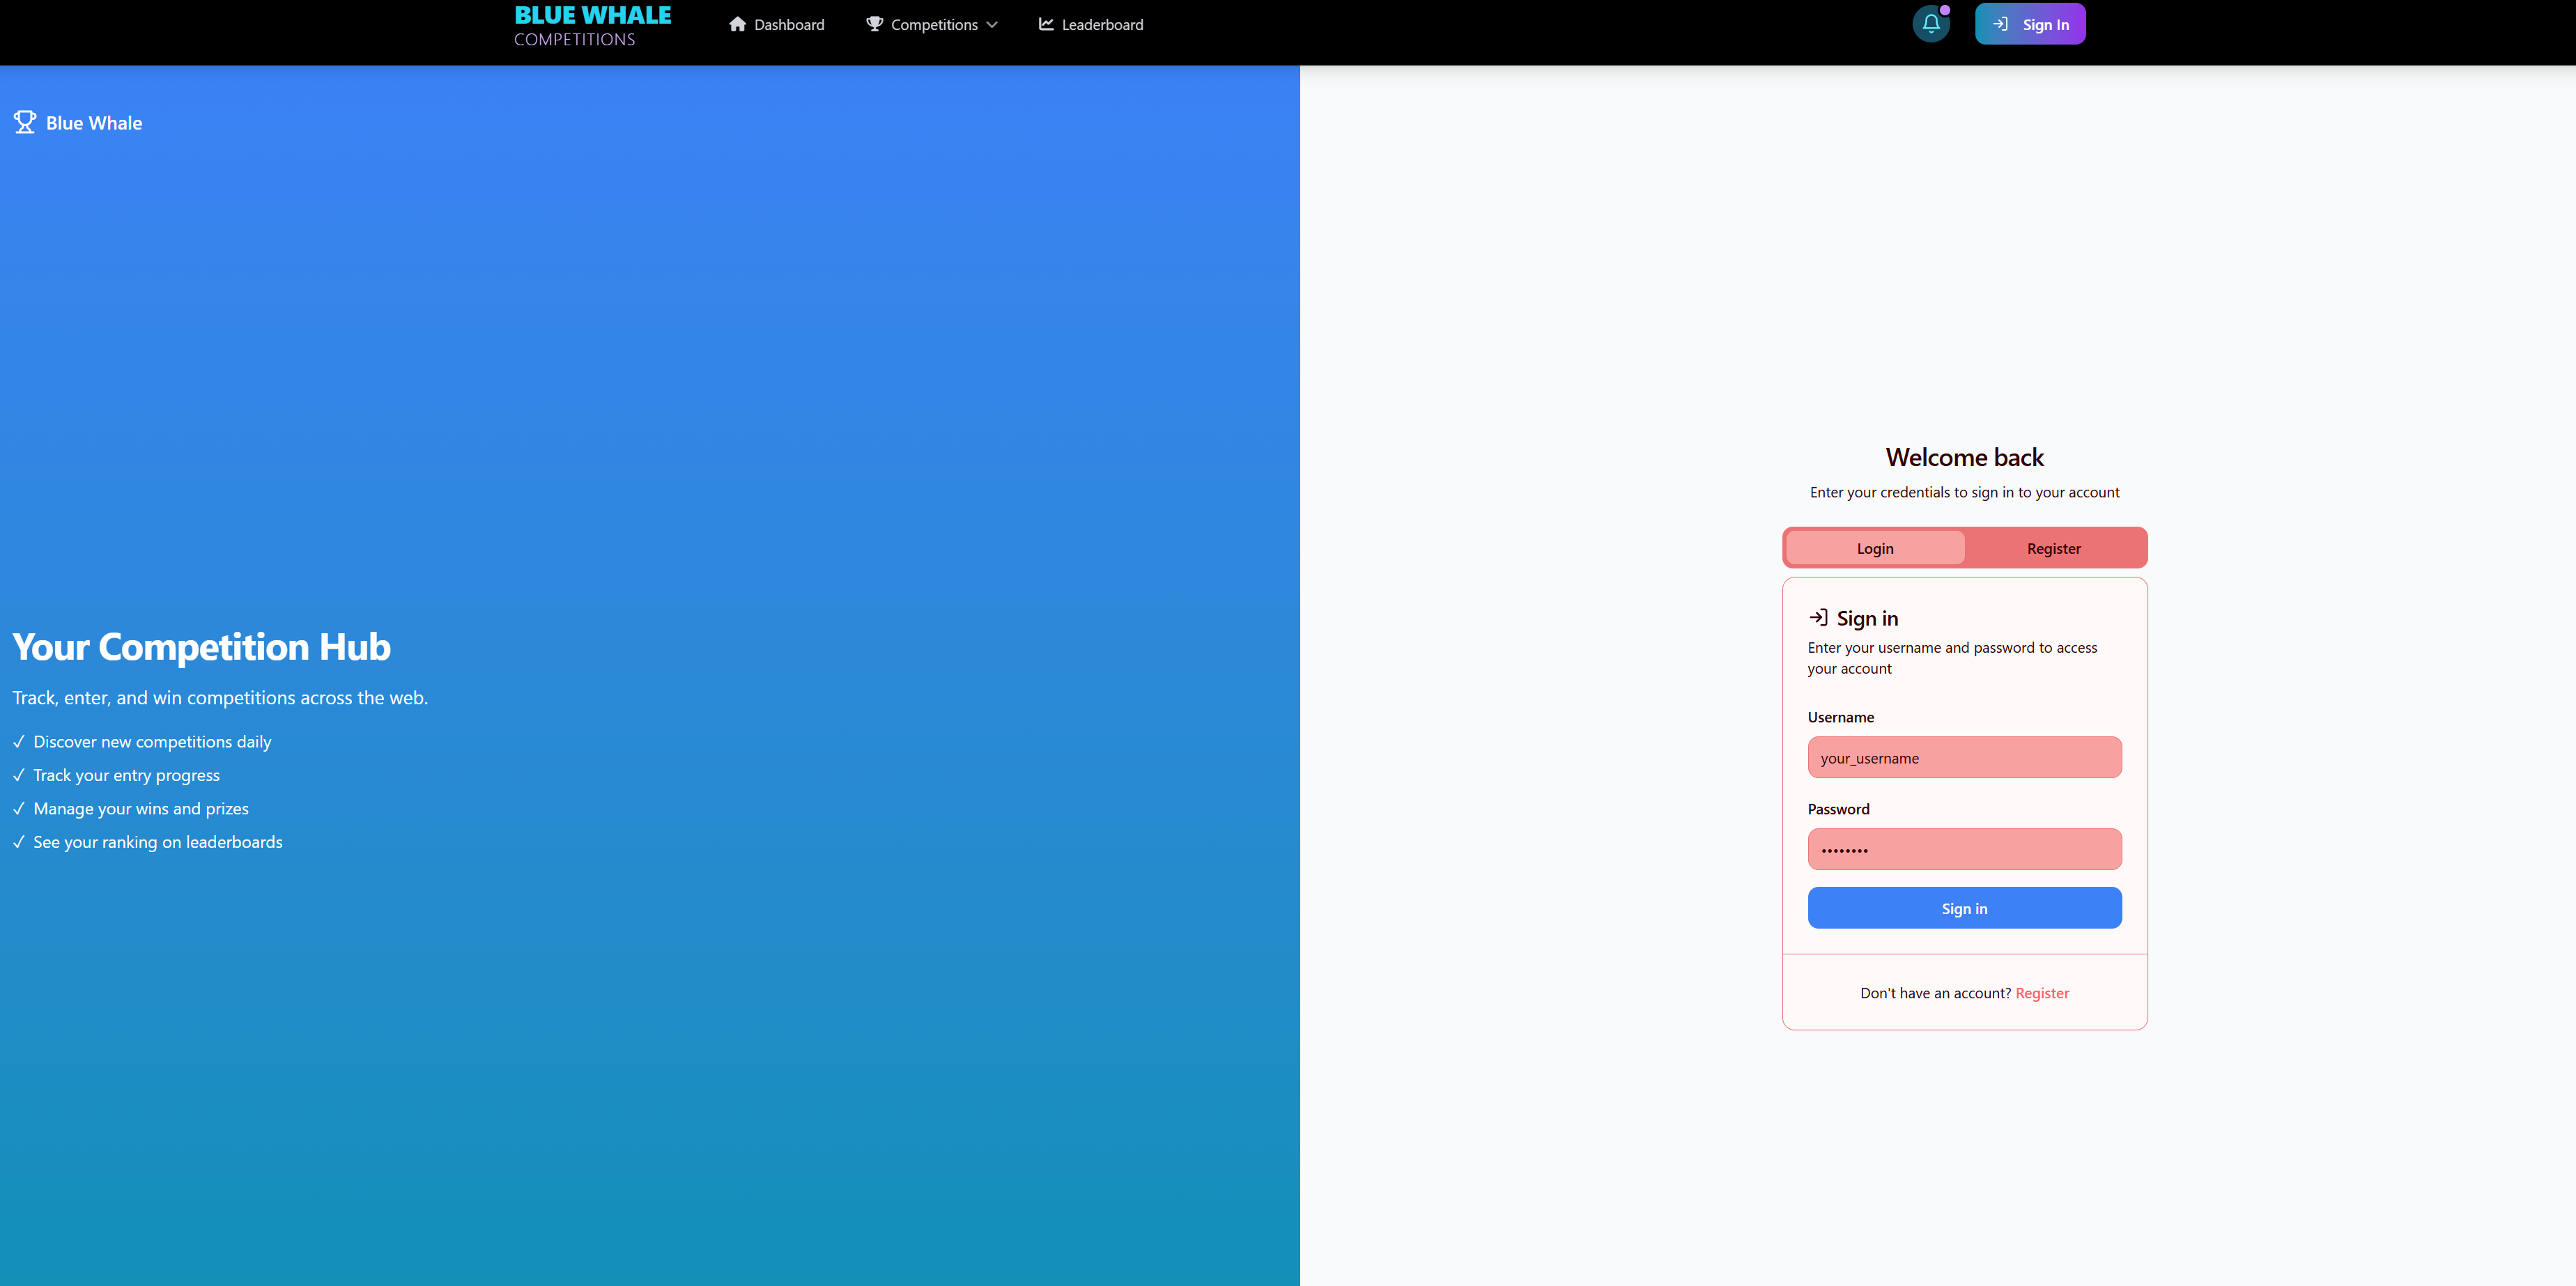 BLUE WHALE
COMPETITIONS
Dashboard
Competitions
Leaderboard
Sign In
Blue Whale
Your Competition Hub
Track, enter, and win competitions across the web.
✓ Discover new competitions daily
✓ Track your entry progress
✓ Manage your wins and prizes
✓ See your ranking on leaderboards
Welcome back
Enter your credentials to sign in to your account
Login
Register
Sign in
Enter your username and password to access
your account
Username
your_username
Password
••••••••
Sign in
Don't have an account? Register